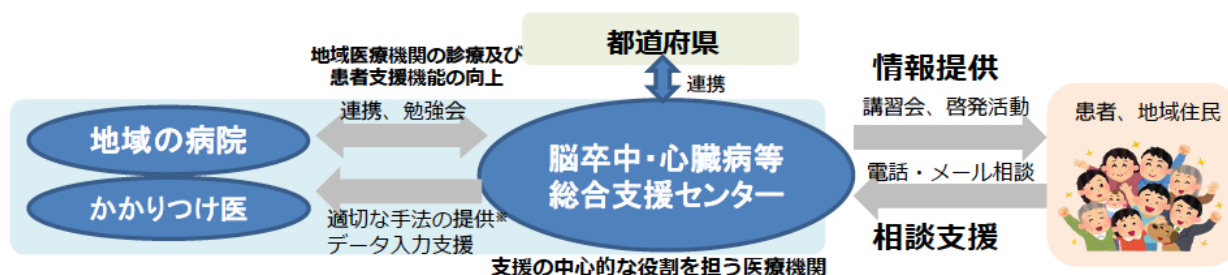 都道府県
地域医療機関の診療及び
患者支援機能の向上
連携
情報提供
連携、勉強会
講習会、啓発活動
患者、地域住民
地域の病院
脳卒中・心臓病等
総合支援センター
電話・メール相談
かかりつけ医
適切な手法の提供※
データ入力支援
相談支援
支援の中心的な役割を担う医療機関